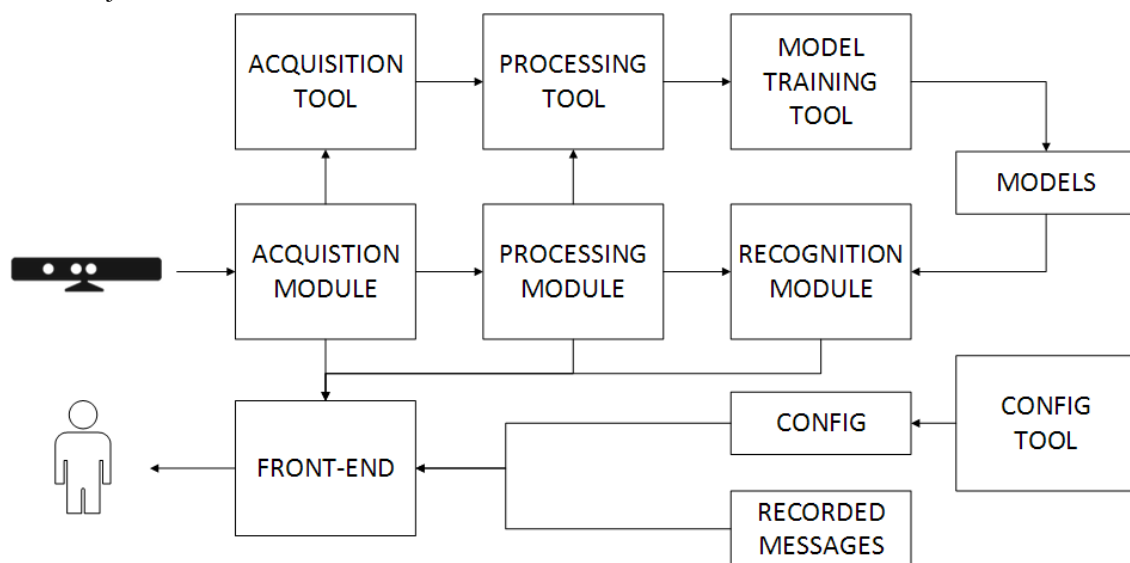 ACQUISITION
TOOL
PROCESSING
TOOL
MODEL
TRAINING
TOOL
MODELS
ACQUISTION
MODULE
PROCESSING
MODULE
RECOGNITION
MODULE
FRONT-END
CONFIG
CONFIG
TOOL
RECORDED
MESSAGES